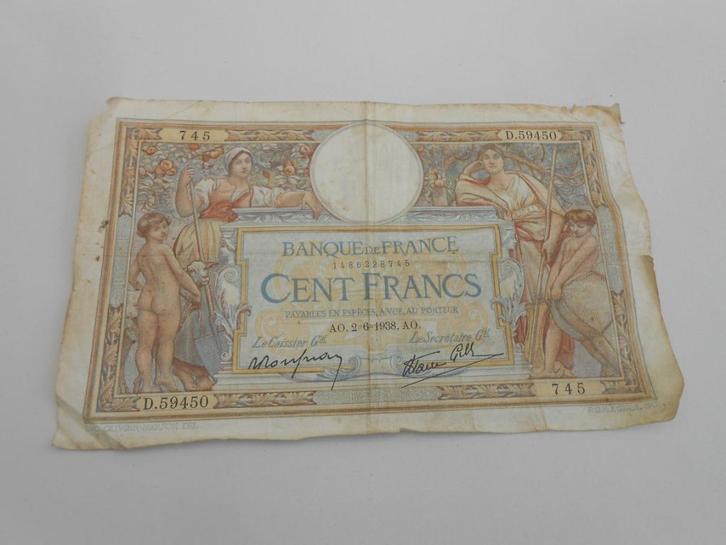 745 D.59450
BANQUE DE FRANCE
1486228745
CENT FRANCS
PAYABLES EN ESPÈCES, A VUE, AU PORTEUR
AO. 2-6-1938. AO.
Le Caissier Gal. Le Secrétaire Gal.
D.59450 745